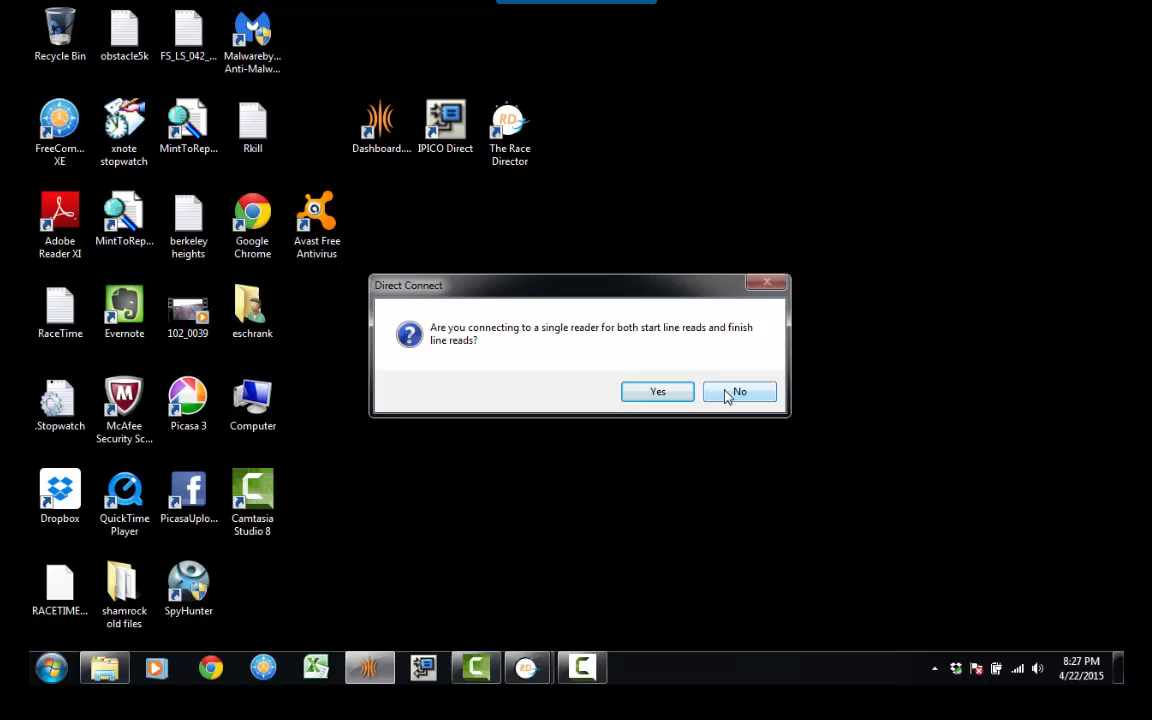 Recycle Bin
obstacle5k
FS_LS_042_...
Malwareby...
Anti-Malw...
FreeCom...
XE
xnote
stopwatch
MintToRep...
Rkill
Dashboard....
IPICO Direct
RD
The Race
Director
Adobe
Reader XI
MintToRep...
berkeley
heights
Google
Chrome
Avast Free
Antivirus
Direct Connect
Are you connecting to a single reader for both start line reads and finish
line reads?
Yes
No
RaceTime
Evernote
102_0039
eschrank
.Stopwatch
McAfee
Security Sc...
Picasa 3
Computer
Dropbox
QuickTime
Player
PicasaUplo...
Camtasia
Studio 8
RACETIME...
shamrock
old files
SpyHunter
RD
8:27 PM
4/22/2015